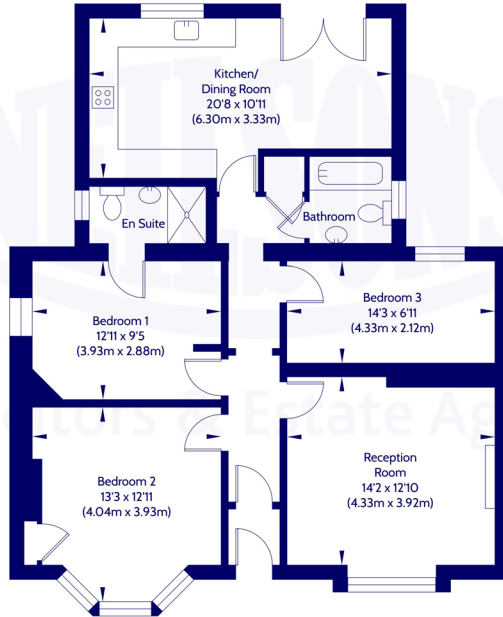 Kitchen/
Dining Room
20'8 x 10'11
(6.30m x 3.33m)
En Suite
Bathroom
Bedroom 1
12'11 x 9'5
(3.93m x 2.88m)
Bedroom 3
14'3 x 6'11
(4.33m x 2.12m)
Bedroom 2
13'3 x 12'11
(4.04m x 3.93m)
Reception
Room
14'2 x 12'10
(4.33m x 3.92m)
NEILSONS